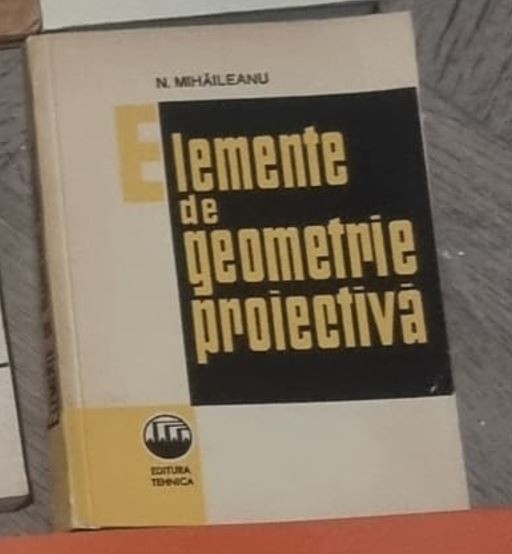 N. MIHĂILEANU
Elemente
de
geometrie
proiectivă
EDITURA
TEHNICA